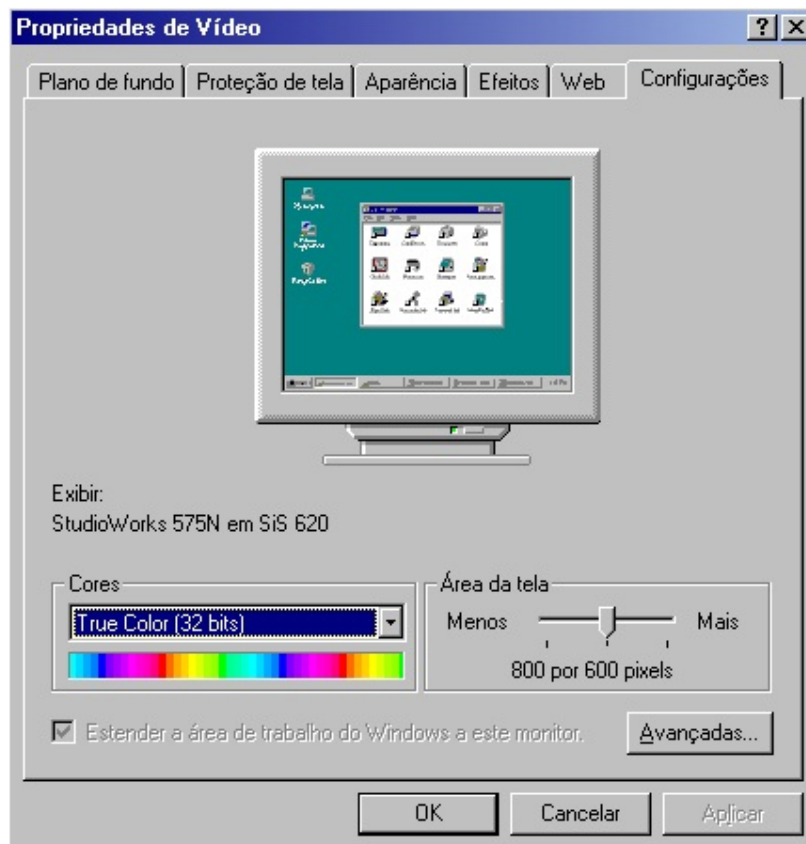 Propriedades de Vídeo
Plano de fundo Proteção de tela Aparência Efeitos Web Configurações
Exibir:
StudioWorks 575N em SiS 620
Cores
True Color (32 bits)
Área da tela
Menos Mais
800 por 600 pixels
Estender a área de trabalho do Windows a este monitor.
Avançadas...
OK Cancelar Aplicar